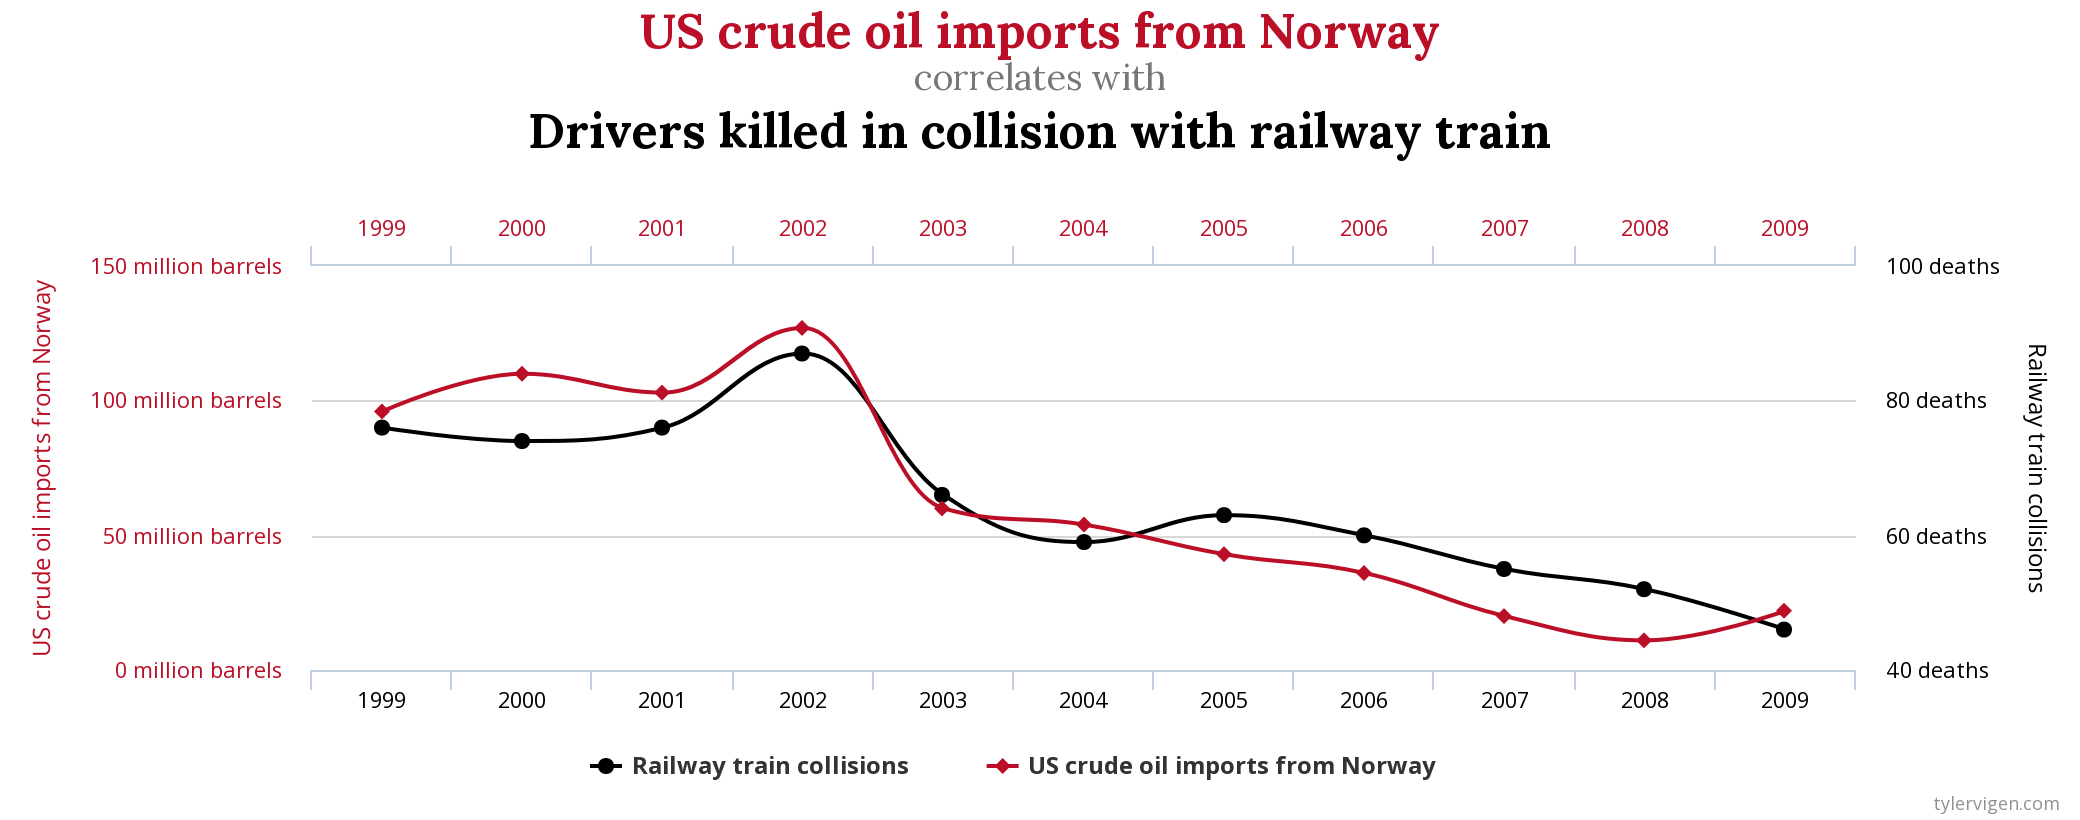 US crude oil imports from Norway
correlates with
Drivers killed in collision with railway train
1999 2000 2001 2002 2003 2004 2005 2006 2007 2008 2009
150 million barrels 100 deaths
100 million barrels 80 deaths
50 million barrels 60 deaths
0 million barrels 40 deaths
US crude oil imports from Norway
Railway train collisions
1999 2000 2001 2002 2003 2004 2005 2006 2007 2008 2009
Railway train collisions US crude oil imports from Norway
tylervigen.com